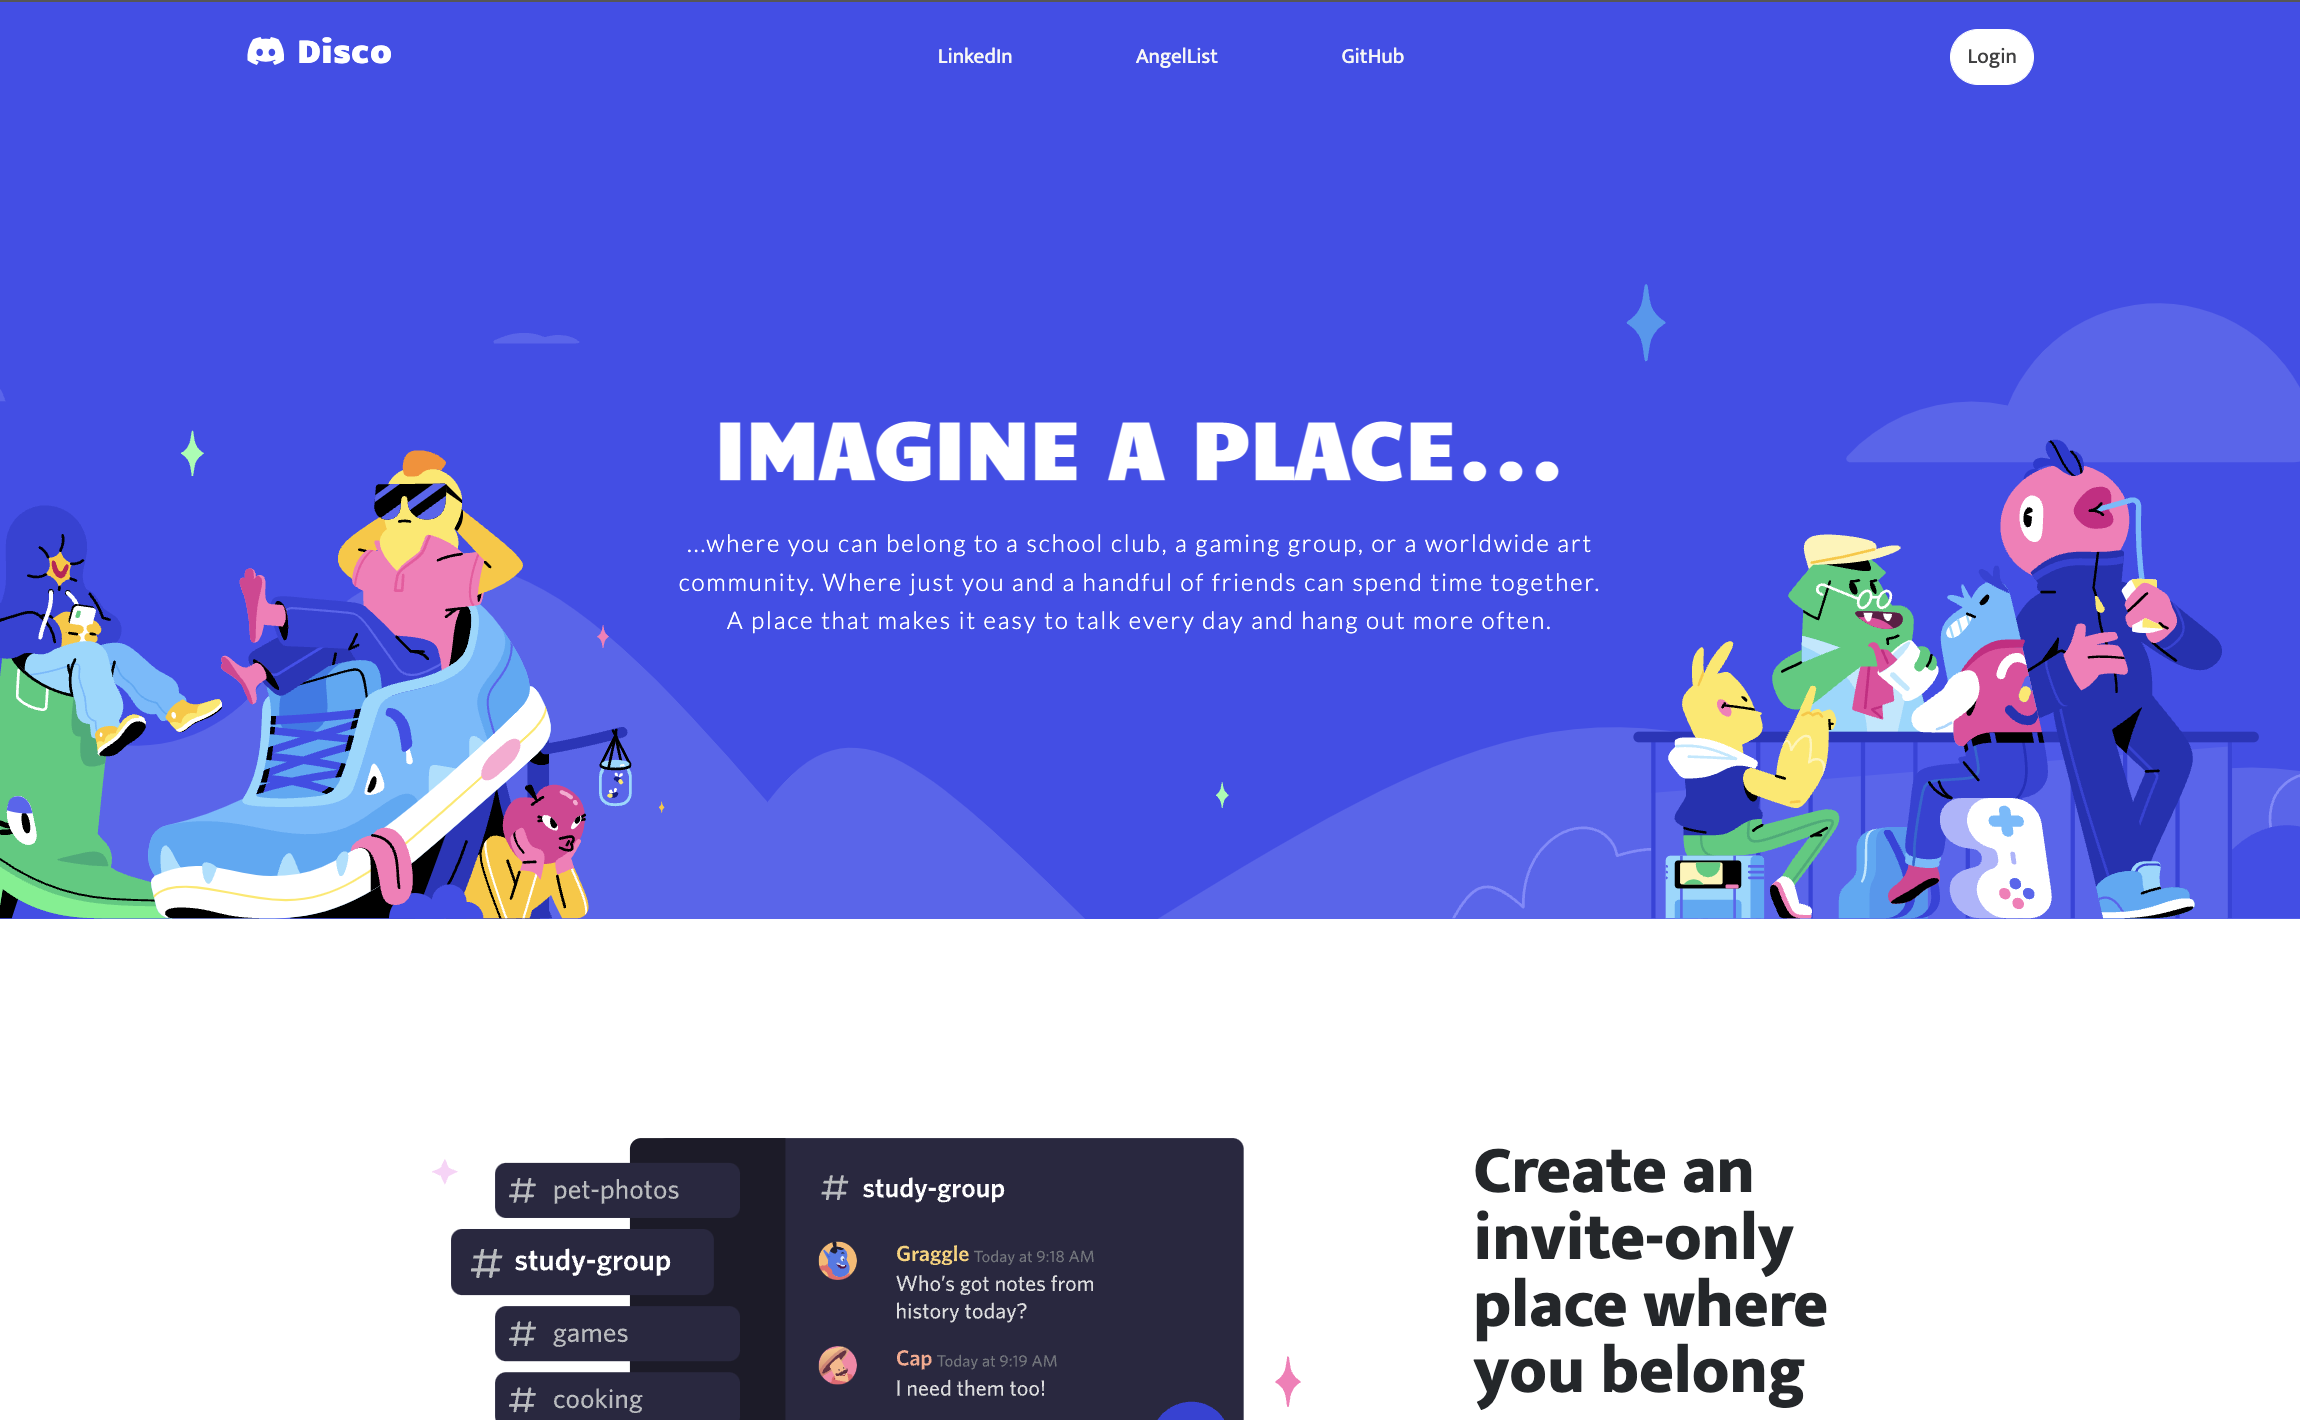 Disco
LinkedIn
AngelList
GitHub
Login
IMAGINE A PLACE...
...where you can belong to a school club, a gaming group, or a worldwide art
community. Where just you and a handful of friends can spend time together.
A place that makes it easy to talk every day and hang out more often.
# pet-photos
# study-group
# games
# cooking
# study-group
Graggle Today at 9:18 AM
Who's got notes from
history today?
Cap Today at 9:19 AM
I need them too!
Create an
invite-only
place where
you belong